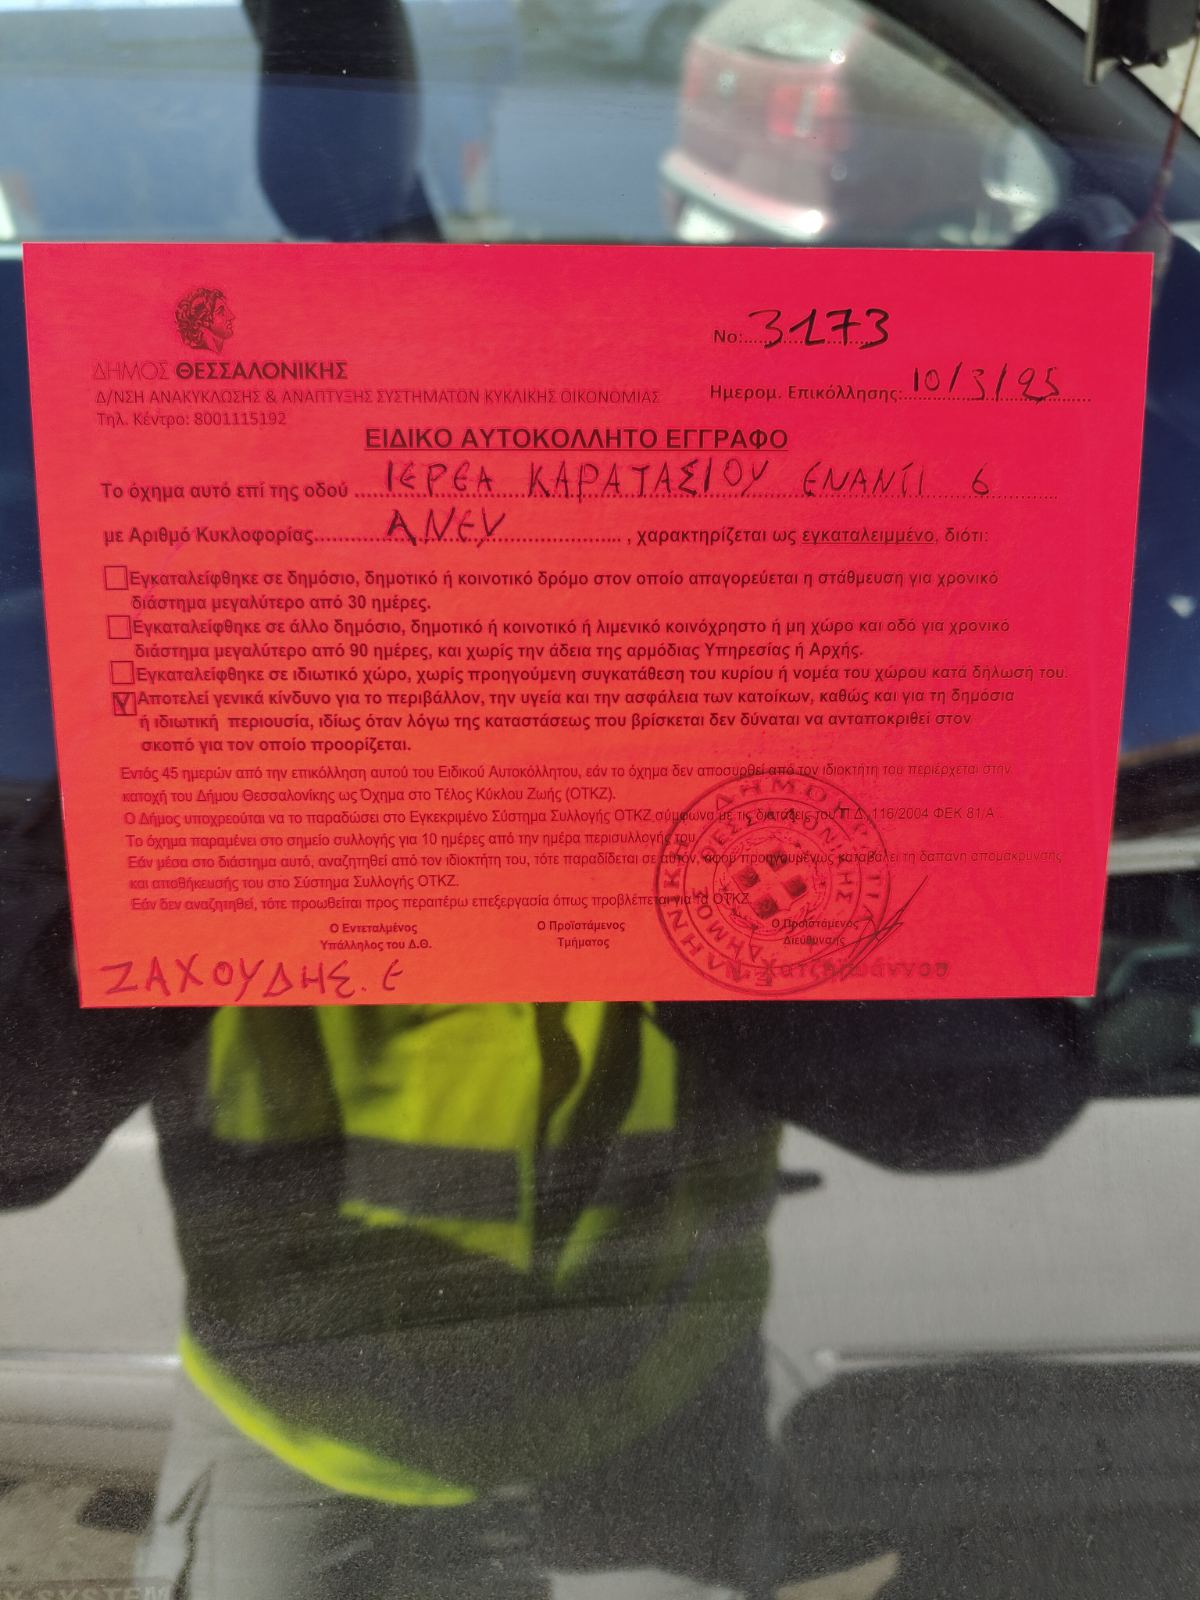 Νο: 3173
ΔΗΜΟΣ ΘΕΣΣΑΛΟΝΙΚΗΣ
Ημερομ. Επικόλλησης: 10/3/25
Δ/ΝΣΗ ΑΝΑΚΥΚΛΩΣΗΣ & ΑΝΑΠΤΥΞΗΣ ΣΥΣΤΗΜΑΤΩΝ ΚΥΚΛΙΚΗΣ ΟΙΚΟΝΟΜΙΑΣ
Τηλ. Κέντρο: 8001115192
ΕΙΔΙΚΟ ΑΥΤΟΚΟΛΛΗΤΟ ΕΓΓΡΑΦΟ
Το όχημα αυτό επί της οδού ΙΕΡΕΑ ΚΑΡΑΤΑΣΙΟΥ ΕΝΑΝΤΙ 6
με Αριθμό Κυκλοφορίας ΑΝΕΥ , χαρακτηρίζεται ως εγκαταλειμμένο, διότι:
Εγκαταλείφθηκε σε δημόσιο, δημοτικό ή κοινοτικό δρόμο στον οποίο απαγορεύεται η στάθμευση για χρονικό
διάστημα μεγαλύτερο από 30 ημέρες.
Εγκαταλείφθηκε σε άλλο δημόσιο, δημοτικό ή κοινοτικό ή λιμενικό κοινόχρηστο ή μη χώρο και οδό για χρονικό
διάστημα μεγαλύτερο από 90 ημέρες, και χωρίς την άδεια της αρμόδιας Υπηρεσίας ή Αρχής.
Εγκαταλείφθηκε σε ιδιωτικό χώρο, χωρίς προηγούμενη συγκατάθεση του κυρίου ή νομέα του χώρου κατά δήλωσή του.
Αποτελεί γενικά κίνδυνο για το περιβάλλον, την υγεία και την ασφάλεια των κατοίκων, καθώς και για τη δημόσια
ή ιδιωτική περιουσία, ιδίως όταν λόγω της καταστάσεως που βρίσκεται δεν δύναται να ανταποκριθεί στον
σκοπό για τον οποίο προορίζεται.
Εντός 45 ημερών από την επικόλληση αυτού του Ειδικού Αυτοκόλλητου, εάν το όχημα δεν αποσυρθεί από τον ιδιοκτήτη του περιέρχεται στην
κατοχή του Δήμου Θεσσαλονίκης ως Όχημα στο Τέλος Κύκλου Ζωής (ΟΤΚΖ).
Ο Δήμος υποχρεούται να το παραδώσει στο Εγκεκριμένο Σύστημα Συλλογής ΟΤΚΖ σύμφωνα με τις διατάξεις του Π.Δ. 116/2004 ΦΕΚ 81/Α΄.
Το όχημα παραμένει στο σημείο συλλογής για 10 ημέρες από την ημέρα περισυλλογής του.
Εάν μέσα στο διάστημα αυτό, αναζητηθεί από τον ιδιοκτήτη του, τότε παραδίδεται σε αυτόν, αφού προηγουμένως καταβάλει τη δαπάνη απομάκρυνσης
και αποθήκευσής του στο Σύστημα Συλλογής ΟΤΚΖ.
Εάν δεν αναζητηθεί, τότε προωθείται προς περαιτέρω επεξεργασία όπως προβλέπεται για τα ΟΤΚΖ.
Ο Εντεταλμένος
Υπάλληλος του Δ.Θ.
Ο Προϊστάμενος
Τμήματος
Ο Προϊστάμενος
Διεύθυνσης
ΕΛΛΗΝΙΚΗ ΔΗΜΟΚΡΑΤΙΑ
ΔΗΜΟΣ ΘΕΣΣΑΛΟΝΙΚΗΣ
Χατζηιωάννου
ΖΑΧΟΥΔΗΣ. Ε